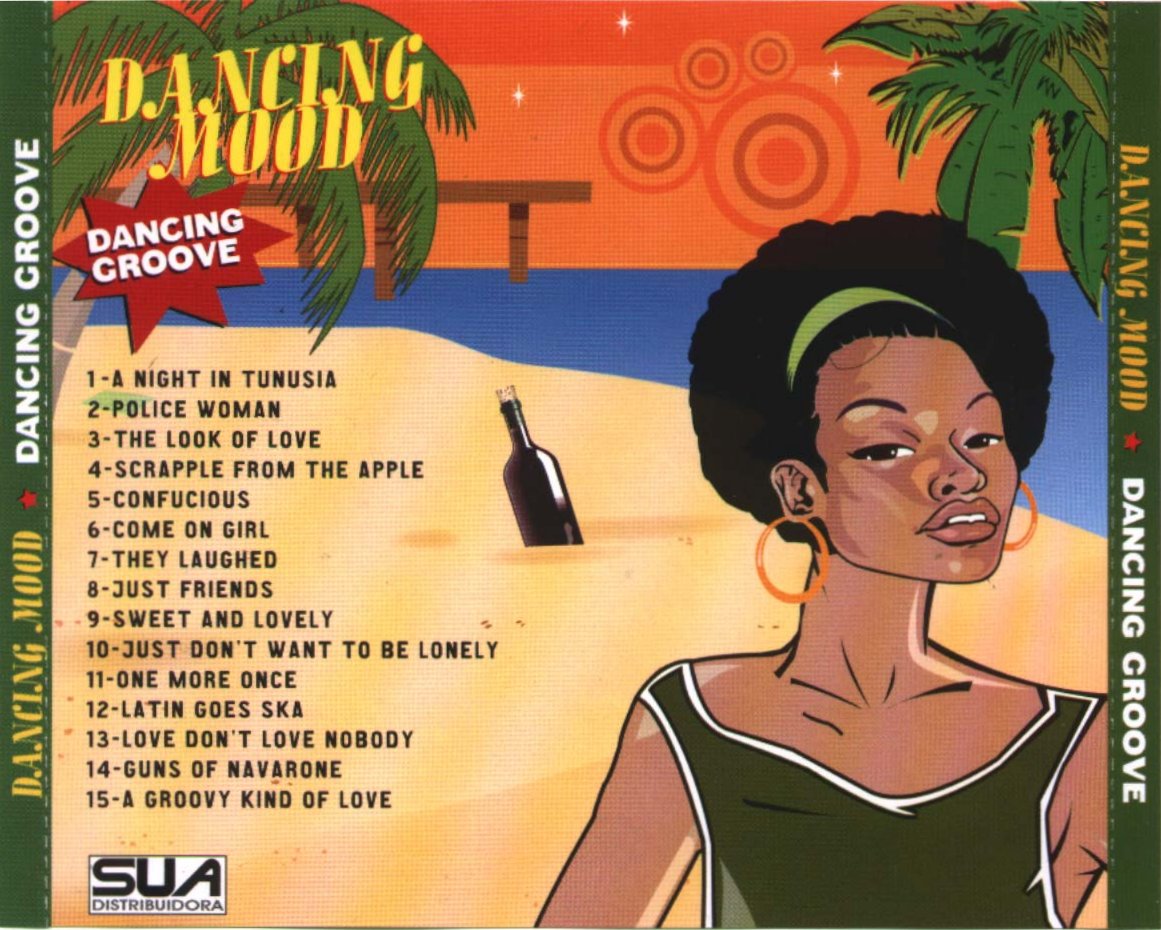 DANCING
MOOD
DANCING
GROOVE
1-A NIGHT IN TUNUSIA
2-POLICE WOMAN
3-THE LOOK OF LOVE
4-SCRAPPLE FROM THE APPLE
5-CONFUCIOUS
6-COME ON GIRL
7-THEY LAUGHED
8-JUST FRIENDS
9-SWEET AND LOVELY
10-JUST DON'T WANT TO BE LONELY
11-ONE MORE ONCE
12-LATIN GOES SKA
13-LOVE DON'T LOVE NOBODY
14-GUNS OF NAVARONE
15-A GROOVY KIND OF LOVE
SUA
DISTRIBUIDORA
DANCING MOOD ★ DANCING GROOVE
DANCING MOOD ★ DANCING GROOVE